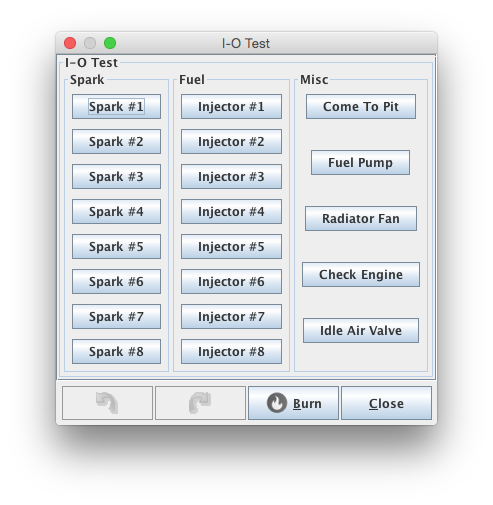 I-O Test
I-O Test
Spark
Spark #1
Spark #2
Spark #3
Spark #4
Spark #5
Spark #6
Spark #7
Spark #8
Fuel
Injector #1
Injector #2
Injector #3
Injector #4
Injector #5
Injector #6
Injector #7
Injector #8
Misc
Come To Pit
Fuel Pump
Radiator Fan
Check Engine
Idle Air Valve
Burn
Close